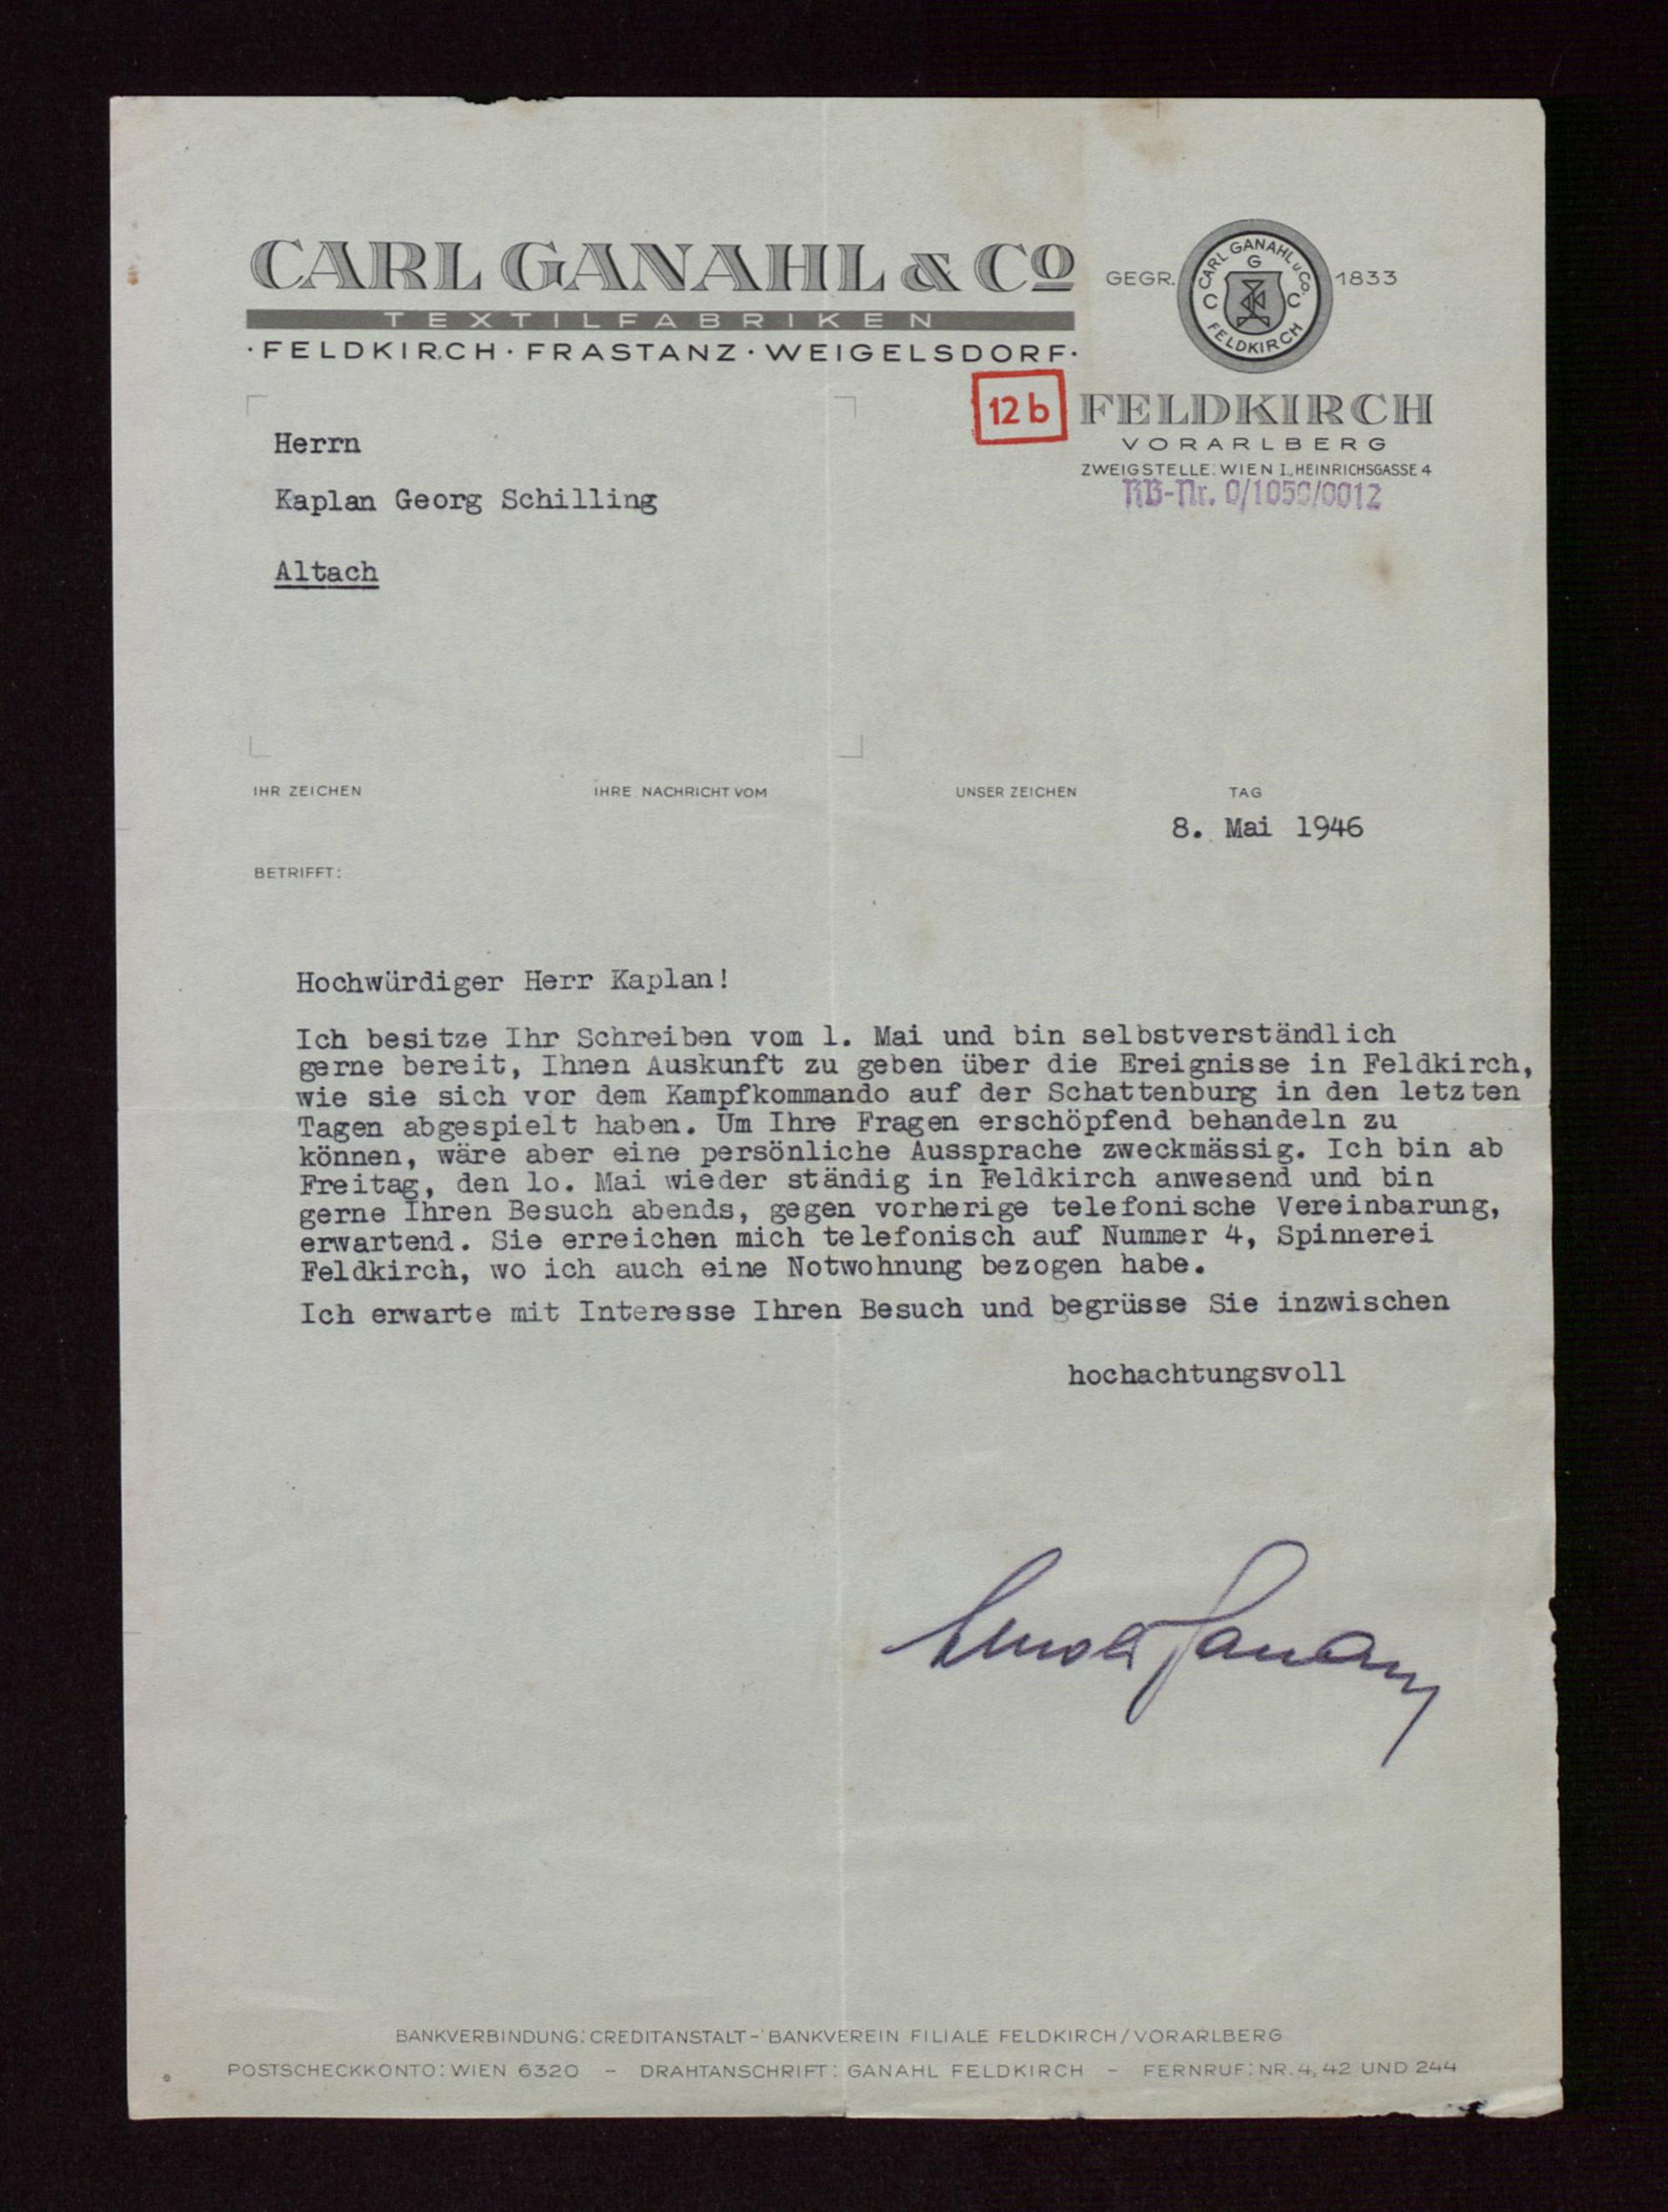 CARL GANAHL & CO
TEXTILFABRIKEN
·FELDKIRCH·FRASTANZ·WEIGELSDORF·
GEGR. 1833
CARL GANAHL u CO.
G
C C
FELDKIRCH
12 b
FELDKIRCH
VORARLBERG
ZWEIGSTELLE: WIEN I., HEINRICHSGASSE 4
RB-Nr. 0/1050/0012
Herrn
Kaplan Georg Schilling
Altach
IHR ZEICHEN IHRE NACHRICHT VOM UNSER ZEICHEN TAG
8. Mai 1946
BETRIFFT:
Hochwürdiger Herr Kaplan!
Ich besitze Ihr Schreiben vom 1. Mai und bin selbstverständlich
gerne bereit, Ihnen Auskunft zu geben über die Ereignisse in Feldkirch,
wie sie sich vor dem Kampfkommando auf der Schattenburg in den letzten
Tagen abgespielt haben. Um Ihre Fragen erschöpfend behandeln zu
können, wäre aber eine persönliche Aussprache zweckmässig. Ich bin ab
Freitag, den lo. Mai wieder ständig in Feldkirch anwesend und bin
gerne Ihren Besuch abends, gegen vorherige telefonische Vereinbarung,
erwartend. Sie erreichen mich telefonisch auf Nummer 4, Spinnerei
Feldkirch, wo ich auch eine Notwohnung bezogen habe.
Ich erwarte mit Interesse Ihren Besuch und begrüsse Sie inzwischen
hochachtungsvoll
BANKVERBINDUNG: CREDITANSTALT-BANKVEREIN FILIALE FELDKIRCH/VORARLBERG
POSTSCHECKKONTO: WIEN 6320 – DRAHTANSCHRIFT: GANAHL FELDKIRCH – FERNRUF: NR. 4, 42 UND 244